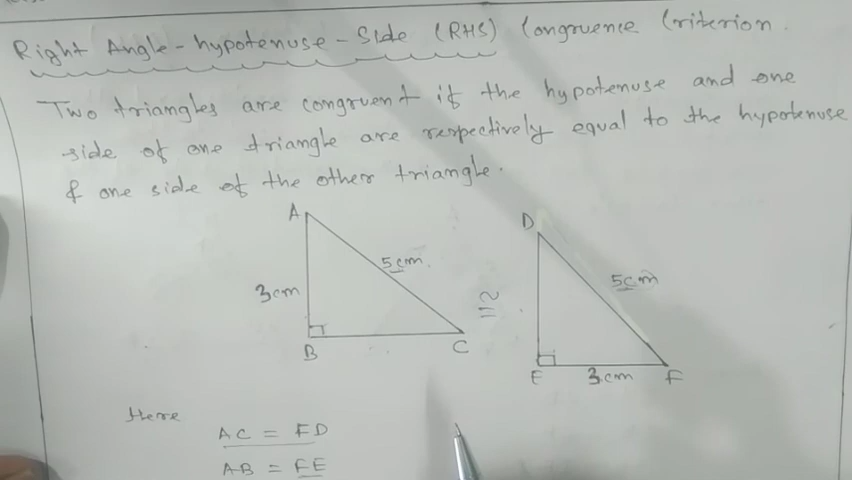 Right Angle-hypotenuse-Side (RHS) Congruence Criterion.
Two triangles are congruent if the hypotenuse and one
side of one triangle are respectively equal to the hypotenuse
& one side of the other triangle.
A
D
5cm.
5cm
3cm
≅
B
C
E
3cm
F
Here
AC = FD
AB = FE